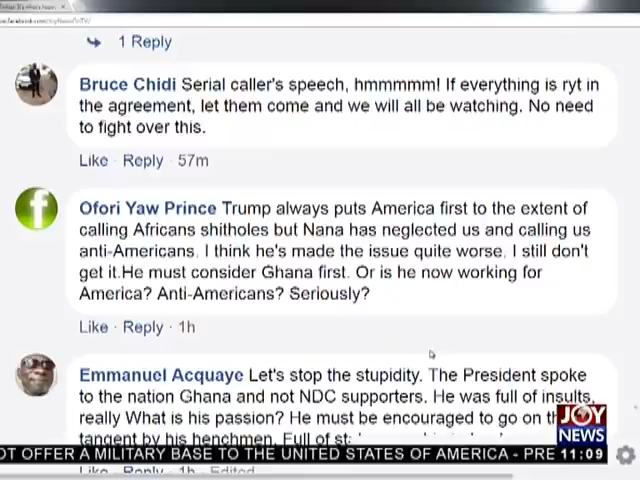 1 Reply
Bruce Chidi Serial caller's speech, hmmmmm! If everything is ryt in
the agreement, let them come and we will all be watching. No need
to fight over this.
Like · Reply · 57m
Ofori Yaw Prince Trump always puts America first to the extent of
calling Africans shitholes but Nana has neglected us and calling us
anti-Americans. I think he's made the issue quite worse. I still don't
get it.He must consider Ghana first. Or is he now working for
America? Anti-Americans? Seriously?
Like · Reply · 1h
Emmanuel Acquaye Let's stop the stupidity. The President spoke
to the nation Ghana and not NDC supporters. He was full of insults,
really What is his passion? He must be encouraged to go on
tangent by his henchmen. Full of
JOY
NEWS
OT OFFER A MILITARY BASE TO THE UNITED STATES OF AMERICA - PRE 11:09
Like · Reply · 1h · Edited